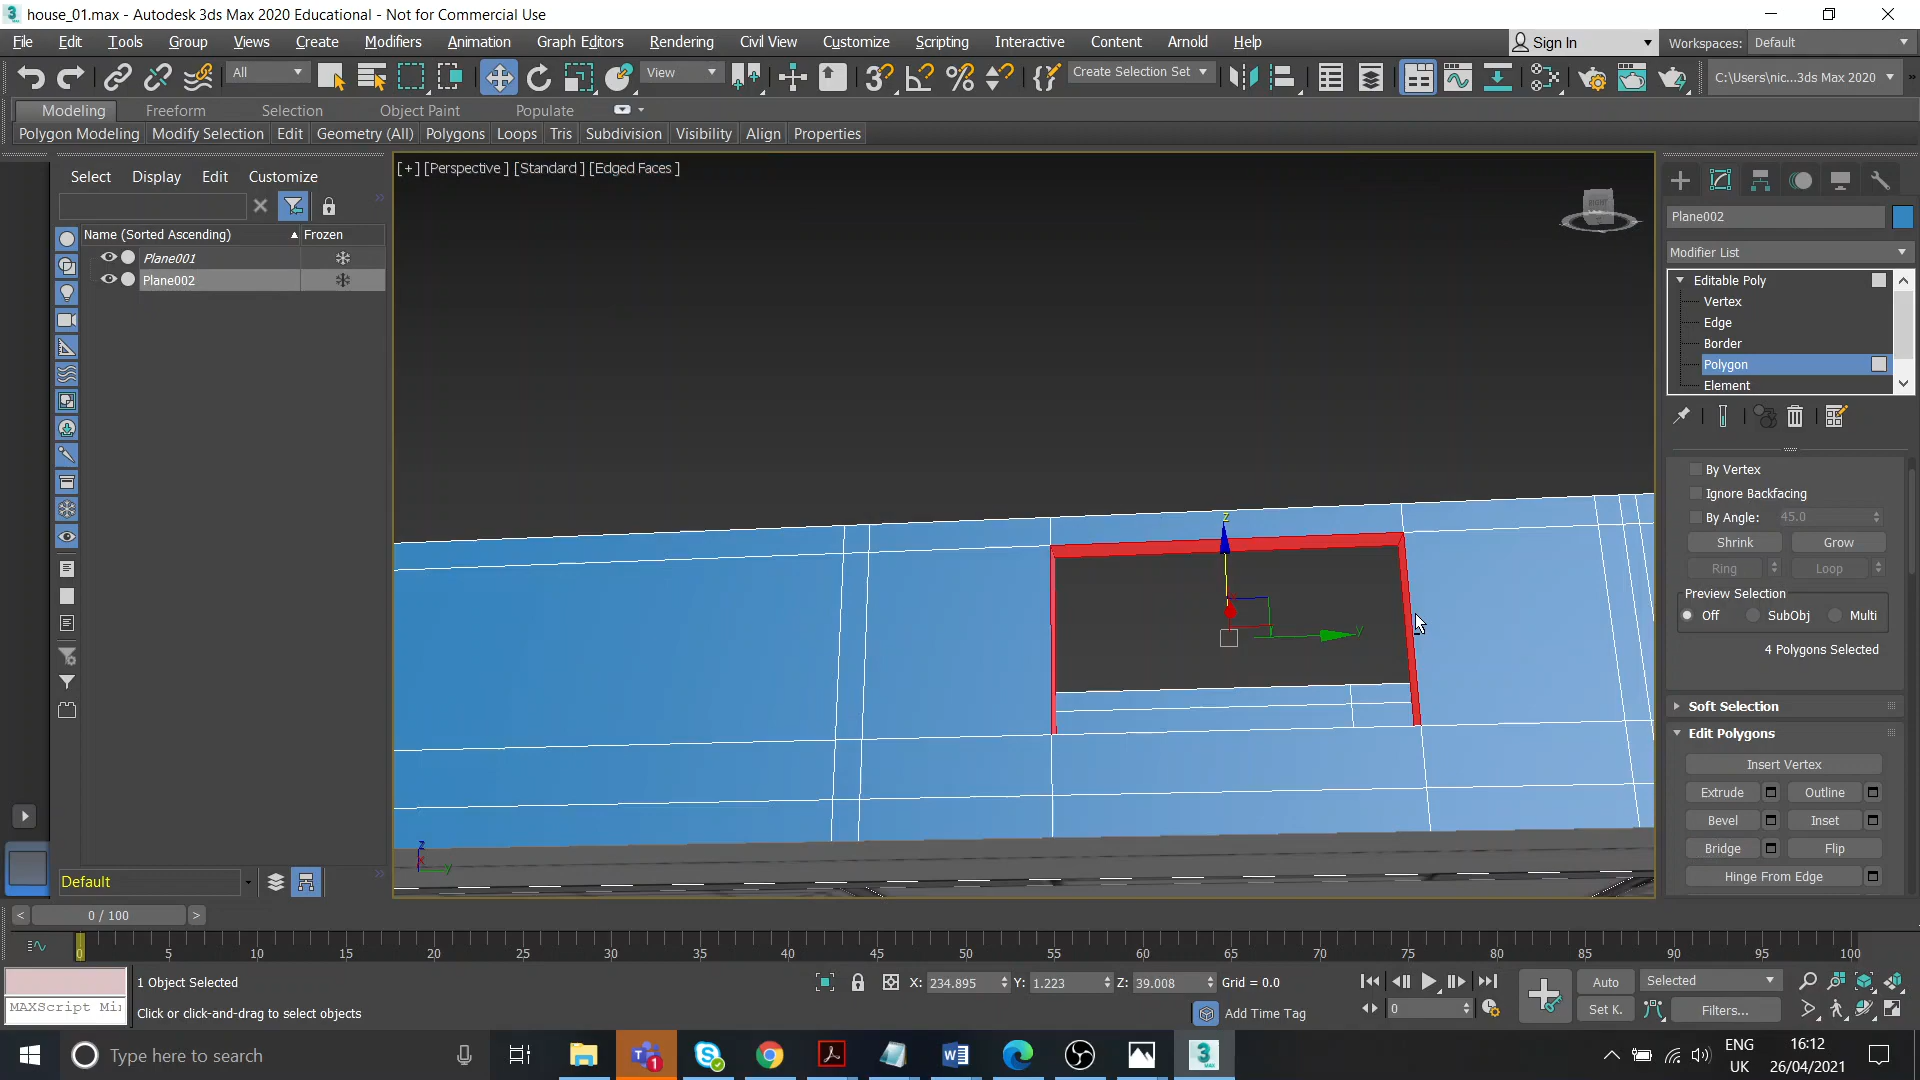 house_01.max - Autodesk 3ds Max 2020 Educational - Not for Commercial Use
File Edit Tools Group Views Create Modifiers Animation Graph Editors Rendering Civil View Customize Scripting Interactive Content Arnold Help Sign In Workspaces: Default
All View Create Selection Set C:\Users\nic...3ds Max 2020
Modeling Freeform Selection Object Paint Populate
Polygon Modeling Modify Selection Edit Geometry (All) Polygons Loops Tris Subdivision Visibility Align Properties
Select Display Edit Customize
[+] [Perspective ] [Standard ] [Edged Faces ]
Name (Sorted Ascending) Frozen
Plane001
Plane002
RIGHT
z
y
z
x
y
Default
Plane002
Modifier List
Editable Poly
Vertex
Edge
Border
Polygon
Element
By Vertex
Ignore Backfacing
By Angle: 45.0
Shrink Grow
Ring Loop
Preview Selection
Off SubObj Multi
4 Polygons Selected
Soft Selection
Edit Polygons
Insert Vertex
Extrude Outline
Bevel Inset
Bridge Flip
Hinge From Edge
< 0 / 100 >
0 5 10 15 20 25 30 35 40 45 50 55 60 65 70 75 80 85 90 95 100
1 Object Selected X: 234.895 Y: 1.223 Z: 39.008 Grid = 0.0 Auto Selected
MAXScript Mi
Click or click-and-drag to select objects Add Time Tag 0 Set K. Filters...
Type here to search 1 3 MAX ENG 16:12
UK 26/04/2021